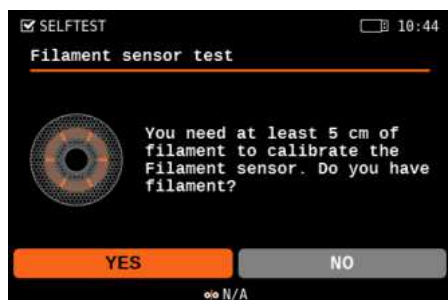 SELFTEST 10:44
Filament sensor test
You need at least 5 cm of
filament to calibrate the
Filament sensor. Do you have
filament?
YES NO
N/A